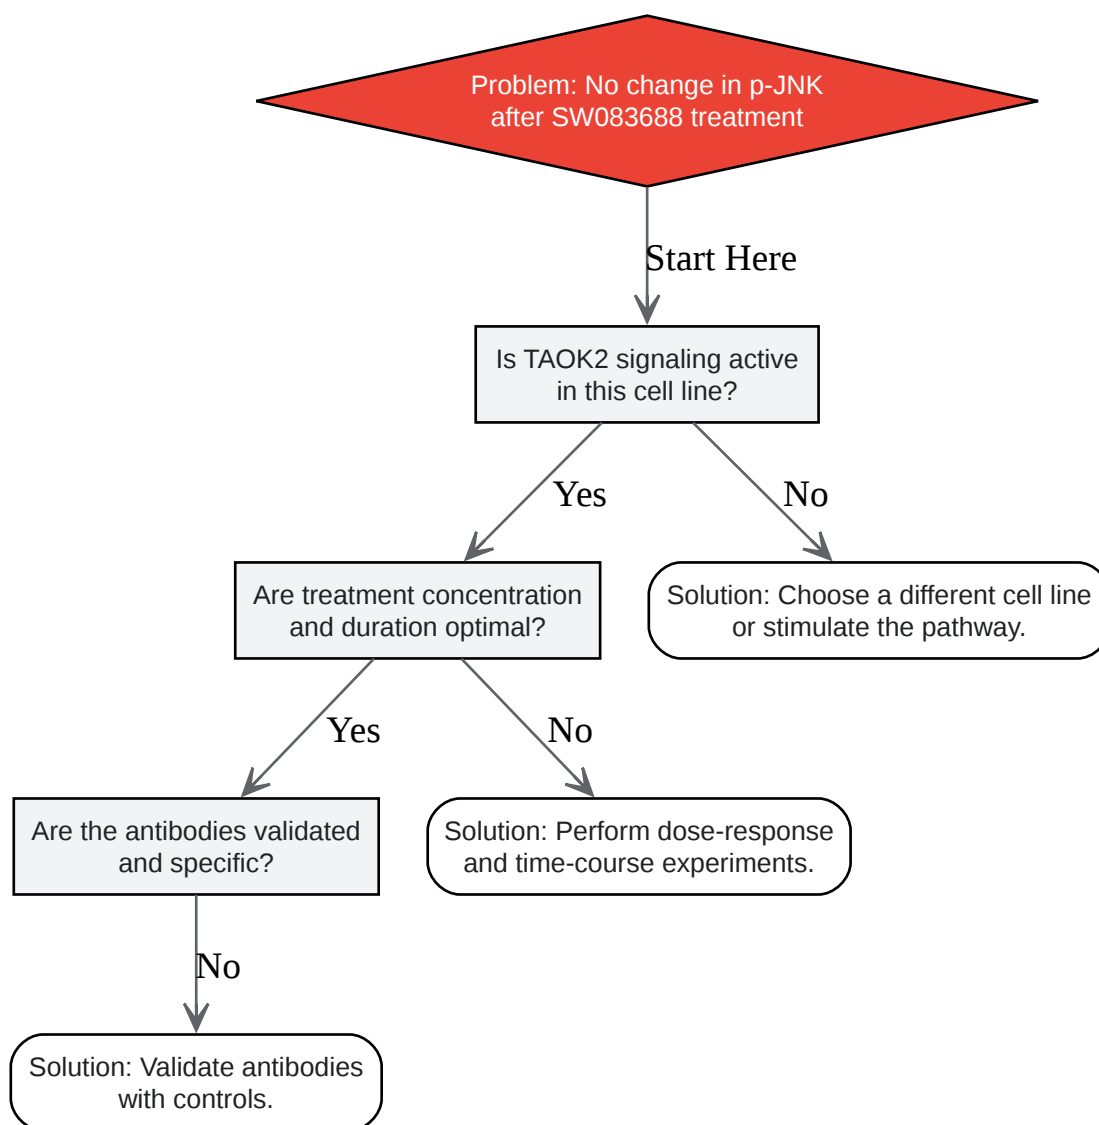 Problem: No change in p-JNK
after SW083688 treatment
Start Here
Is TAOK2 signaling active
in this cell line?
Yes
No
Are treatment concentration
and duration optimal?
Solution: Choose a different cell line
or stimulate the pathway.
Yes
No
Are the antibodies validated
and specific?
Solution: Perform dose-response
and time-course experiments.
No
Solution: Validate antibodies
with controls.